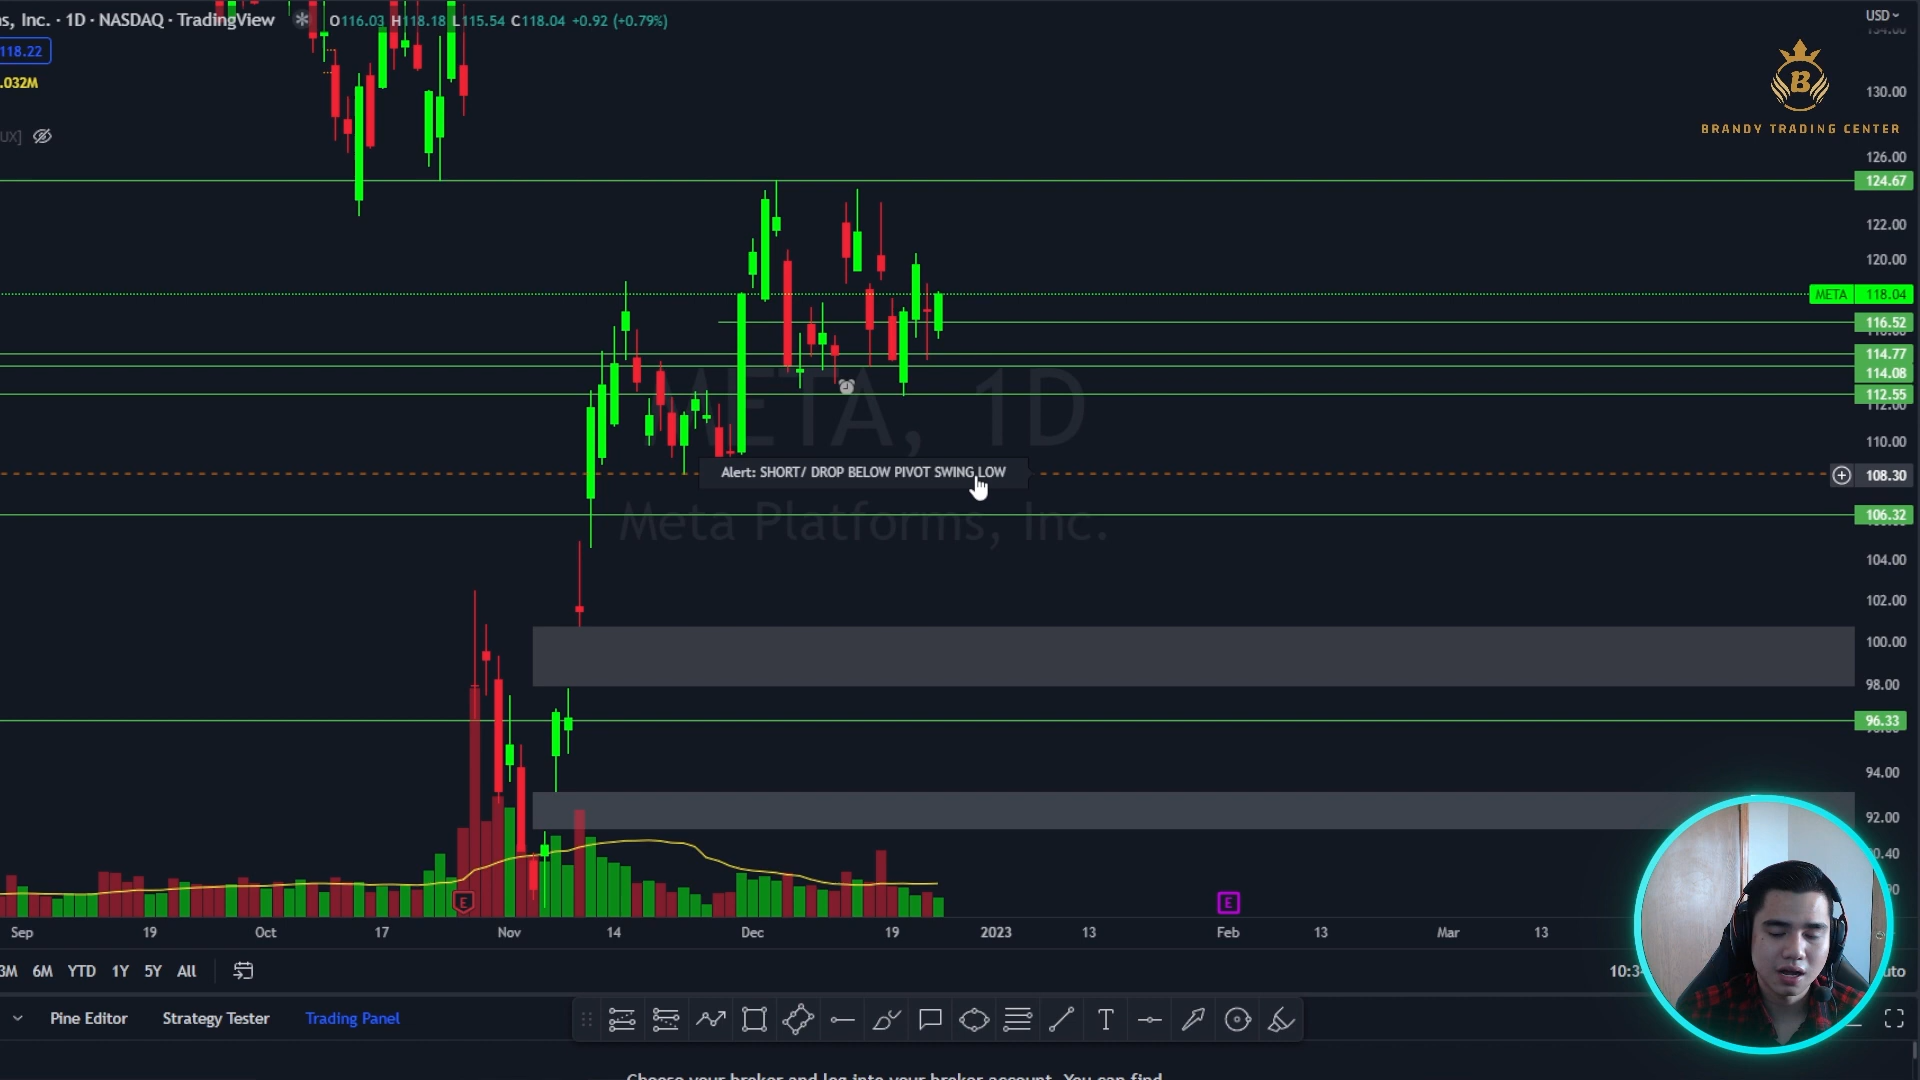 s, Inc. · 1D · NASDAQ · TradingView
O116.03 H118.18 L115.54 C118.04 +0.92 (+0.79%)
USD
118.22
.032M
UX]
B
BRANDY TRADING CENTER
130.00
126.00
124.67
122.00
120.00
META 118.04
116.52
114.77
114.08
112.55
112.00
110.00
META, 1D
Alert: SHORT/ DROP BELOW PIVOT SWING LOW
108.30
Meta Platforms, Inc.
106.32
104.00
102.00
100.00
98.00
96.33
94.00
92.00
0.40
E
E
Sep 19 Oct 17 Nov 14 Dec 19 2023 13 Feb 13 Mar 13
3M 6M YTD 1Y 5Y All
10:3
uto
Pine Editor Strategy Tester Trading Panel
T
Choose your broker and log into your broker account. You can find